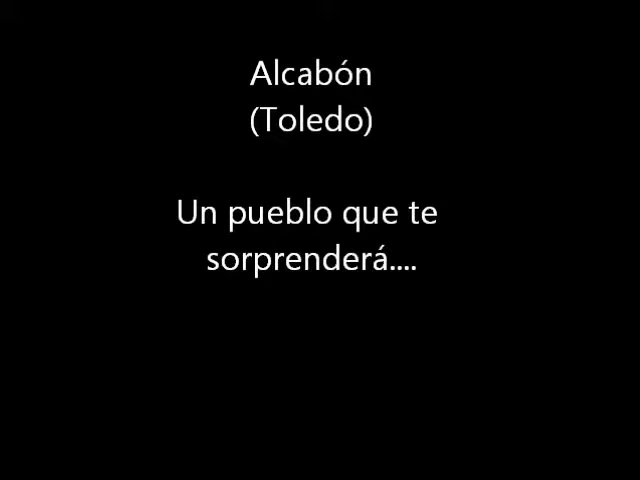 Alcabón
(Toledo)
Un pueblo que te
sorprenderá....